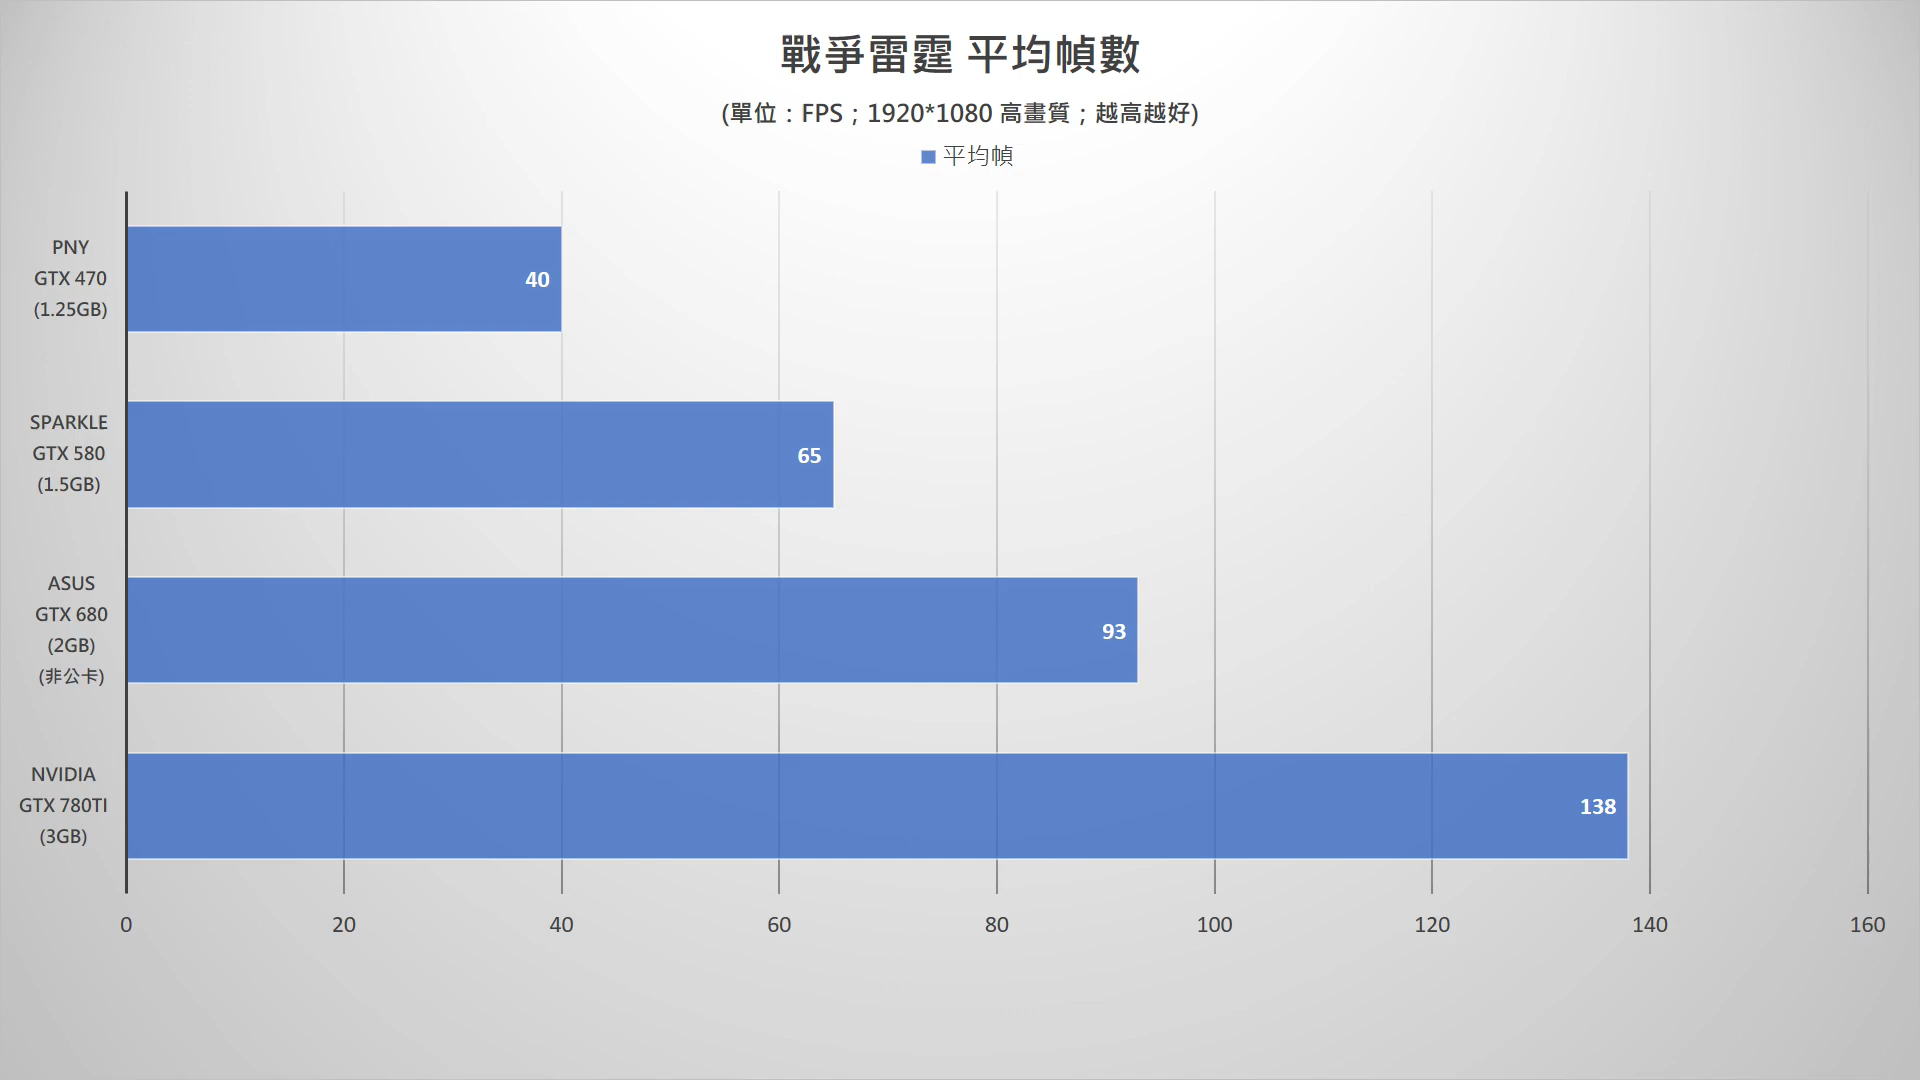 戰爭雷霆 平均幀數
(單位：FPS；1920*1080 高畫質；越高越好)
平均幀
PNY
GTX 470
(1.25GB)
40
SPARKLE
GTX 580
(1.5GB)
65
ASUS
GTX 680
(2GB)
(非公卡)
93
NVIDIA
GTX 780TI
(3GB)
138
0 20 40 60 80 100 120 140 160